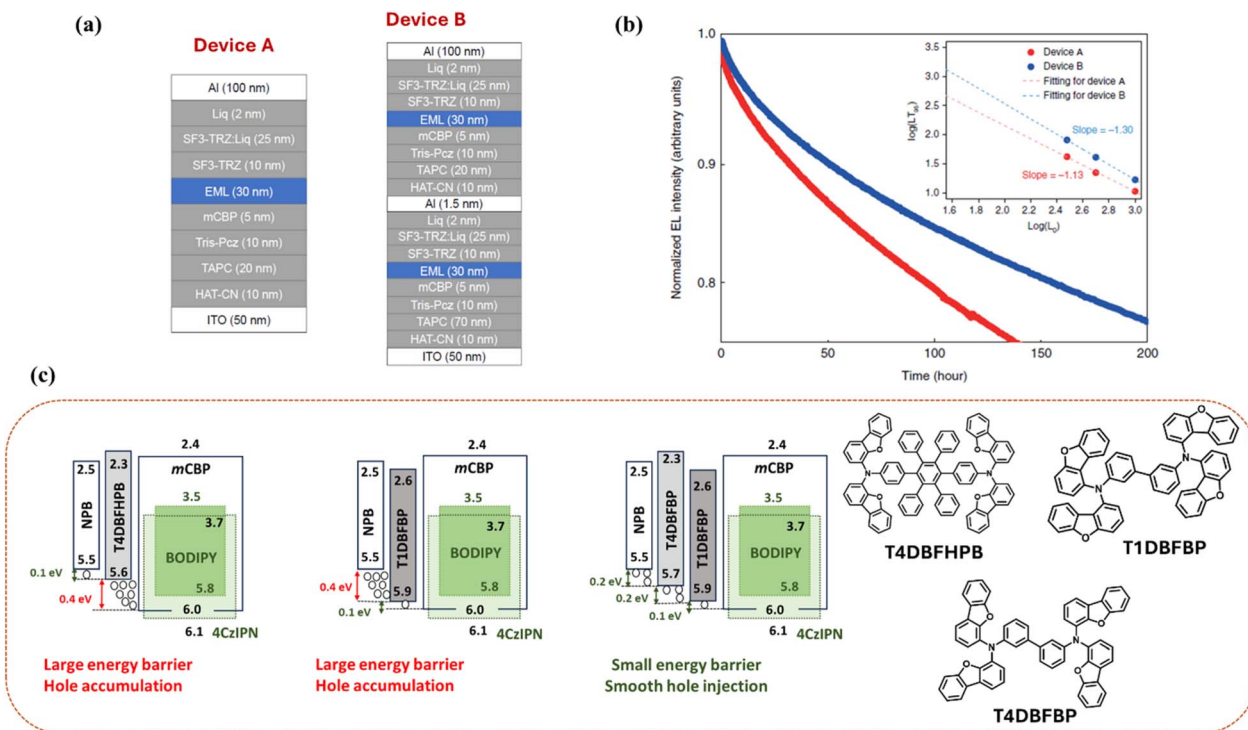 (a)
Device A
Al (100 nm)
Liq (2 nm)
SF3-TRZ:Liq (25 nm)
SF3-TRZ (10 nm)
EML (30 nm)
mCBP (5 nm)
Tris-Pcz (10 nm)
TAPC (20 nm)
HAT-CN (10 nm)
ITO (50 nm)
Device B
Al (100 nm)
Liq (2 nm)
SF3-TRZ:Liq (25 nm)
SF3-TRZ (10 nm)
EML (30 nm)
mCBP (5 nm)
Tris-Pcz (10 nm)
TAPC (20 nm)
HAT-CN (10 nm)
Al (1.5 nm)
Liq (2 nm)
SF3-TRZ:Liq (25 nm)
SF3-TRZ (10 nm)
EML (30 nm)
mCBP (5 nm)
Tris-Pcz (10 nm)
TAPC (70 nm)
HAT-CN (10 nm)
ITO (50 nm)
(b)
Normalized EL intensity (arbitrary units)
1.0
0.9
0.8
0
50
100
150
200
Time (hour)
log(LT95)
3.5
3.0
2.5
2.0
1.5
1.0
1.6
1.8
2.0
2.2
2.4
2.6
2.8
3.0
Log(L0)
Device A
Device B
Fitting for device A
Fitting for device B
Slope = –1.30
Slope = –1.13
(c)
2.5
NPB
5.5
2.3
T4DBFHPB
5.6
2.4
mCBP
3.5
3.7
BODIPY
5.8
6.0
6.1
4CzIPN
0.1 eV
0.4 eV
Large energy barrier
Hole accumulation
2.5
NPB
5.5
2.6
T1DBFBP
5.9
2.4
mCBP
3.5
3.7
BODIPY
5.8
6.0
6.1
4CzIPN
0.4 eV
0.1 eV
Large energy barrier
Hole accumulation
2.5
NPB
5.5
2.3
T4DBFBP
5.7
2.6
T1DBFBP
5.9
2.4
mCBP
3.5
3.7
BODIPY
5.8
6.0
6.1
4CzIPN
0.2 eV
0.2 eV
0.1 eV
Small energy barrier
Smooth hole injection
O
O
N
N
O
O
T4DBFHPB
O
O
N
N
O
O
T1DBFBP
O
O
N
N
O
O
T4DBFBP